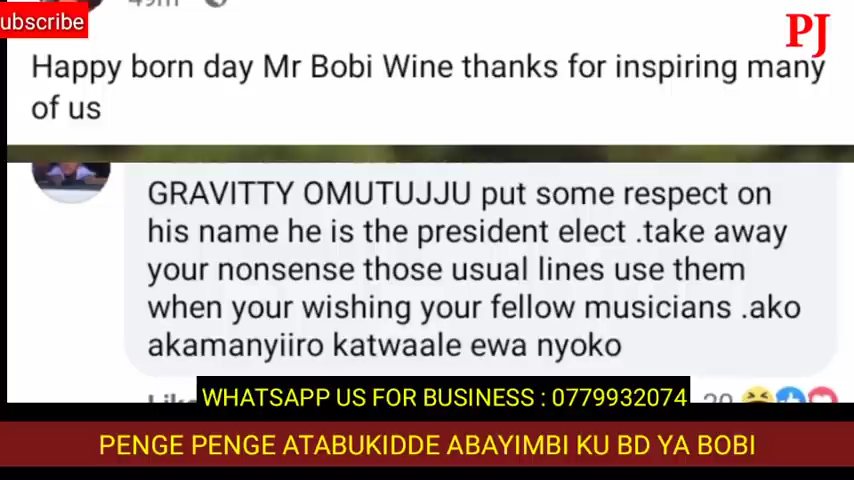 ubscribe
49m
PJ
Happy born day Mr Bobi Wine thanks for inspiring many
of us
GRAVITTY OMUTUJJU put some respect on
his name he is the president elect .take away
your nonsense those usual lines use them
when your wishing your fellow musicians .ako
akamanyiiro katwaale ewa nyoko
WHATSAPP US FOR BUSINESS : 0779932074
PENGE PENGE ATABUKIDDE ABAYIMBI KU BD YA BOBI